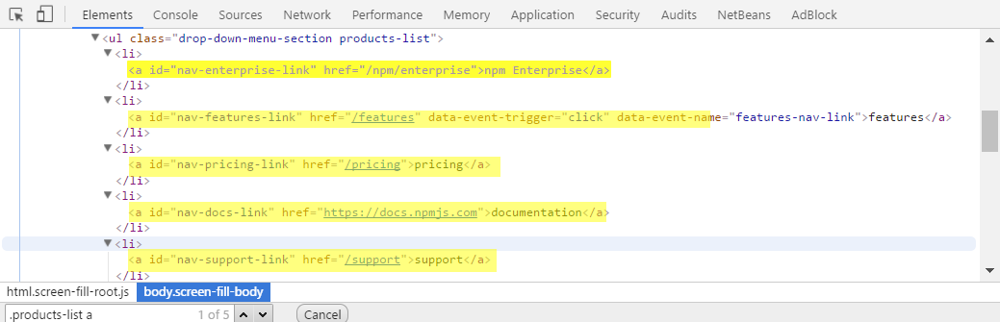 Elements Console Sources Network Performance Memory Application Security Audits NetBeans AdBlock
<ul class="drop-down-menu-section products-list">
<li>
<a id="nav-enterprise-link" href="/npm/enterprise">npm Enterprise</a>
</li>
<li>
<a id="nav-features-link" href="/features" data-event-trigger="click" data-event-name="features-nav-link">features</a>
</li>
<li>
<a id="nav-pricing-link" href="/pricing">pricing</a>
</li>
<li>
<a id="nav-docs-link" href="https://docs.npmjs.com">documentation</a>
</li>
<li>
<a id="nav-support-link" href="/support">support</a>
</li>
html.screen-fill-root.js body.screen-fill-body
.products-list a 1 of 5 Cancel